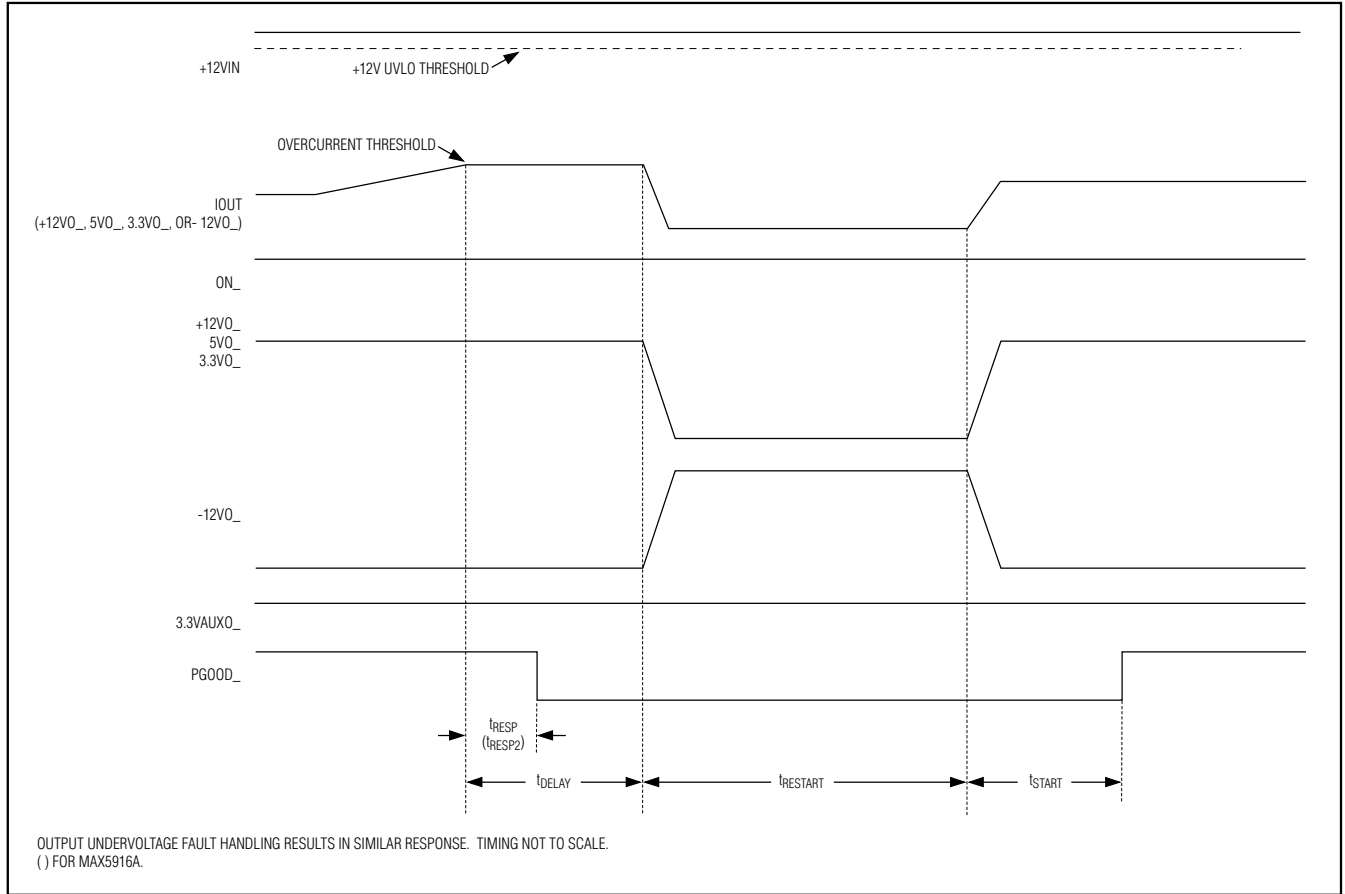 +12VIN
+12V UVLO THRESHOLD
OVERCURRENT THRESHOLD
IOUT
(+12VO_, 5VO_, 3.3VO_, OR- 12VO_)
ON_
+12VO_
5VO_
3.3VO_
-12VO_
3.3VAUXO_
PGOOD_
tRESP
(tRESP2)
tDELAY
tRESTART
tSTART
OUTPUT UNDERVOLTAGE FAULT HANDLING RESULTS IN SIMILAR RESPONSE. TIMING NOT TO SCALE.
( ) FOR MAX5916A.